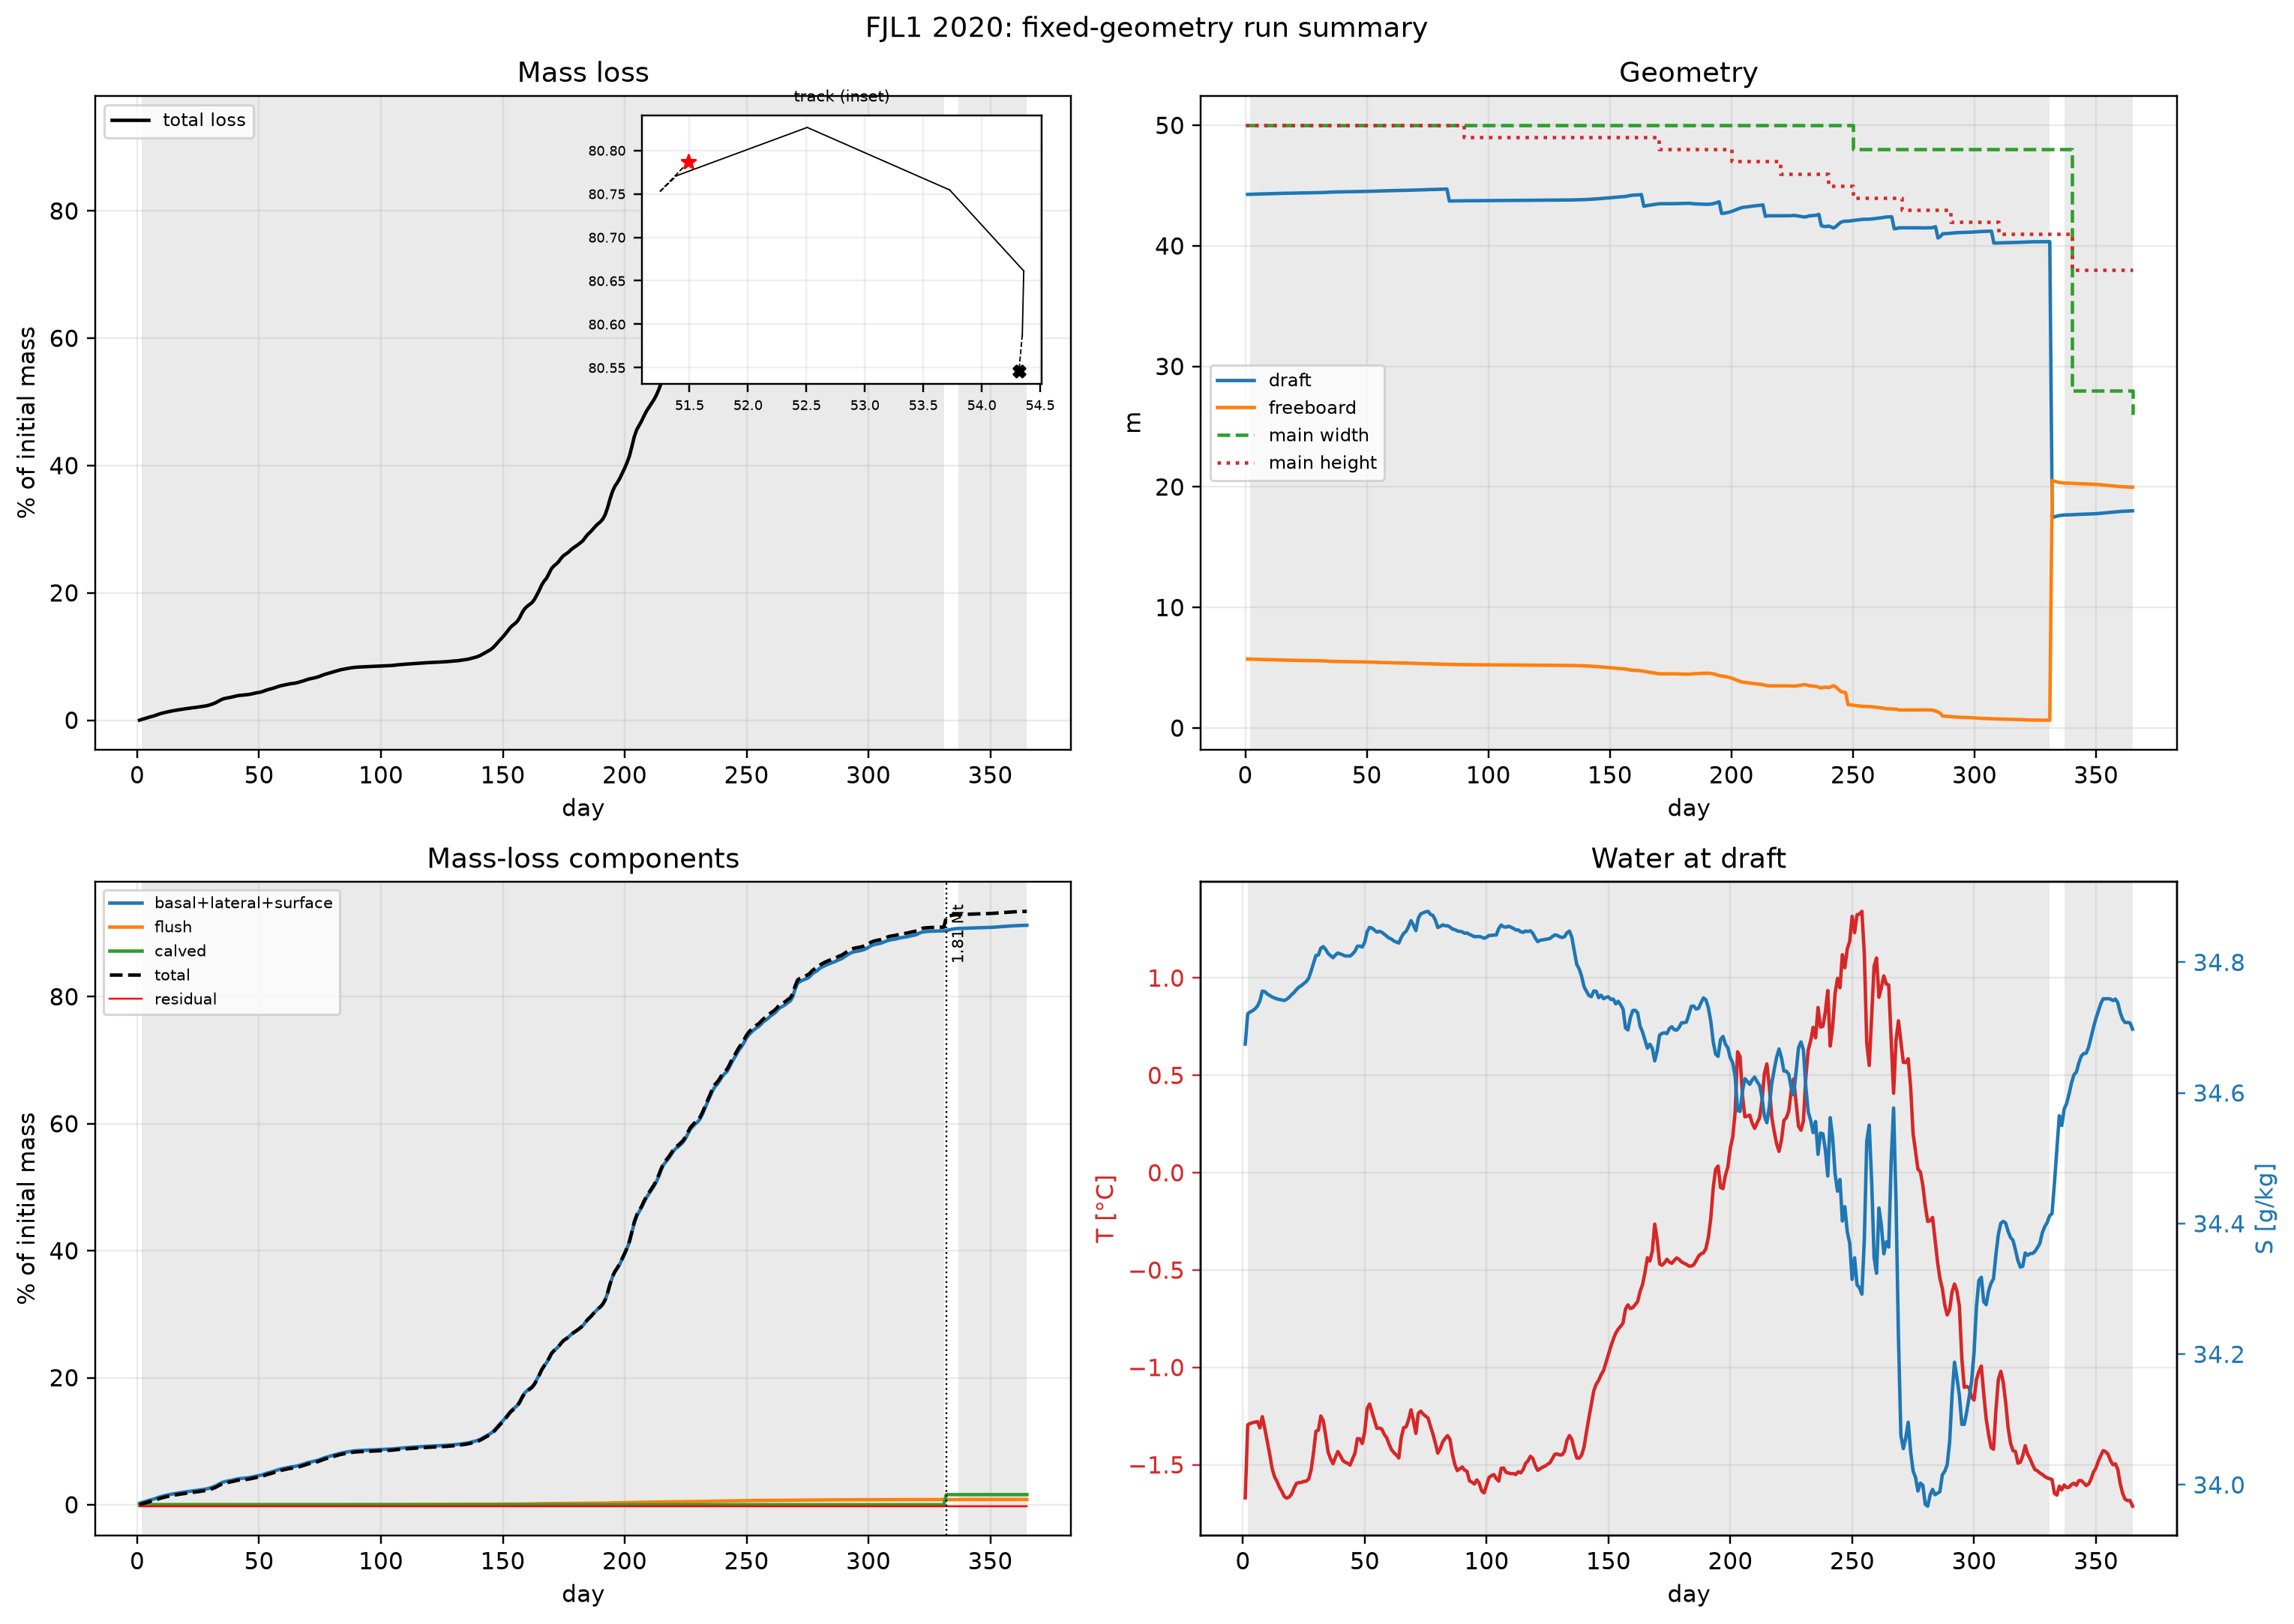 FJL1 2020: fixed-geometry run summary
Mass loss
total loss
track (inset)
80.80
80.75
80.70
80.65
80.60
80.55
51.5 52.0 52.5 53.0 53.5 54.0 54.5
% of initial mass
80
60
40
20
0
0 50 100 150 200 250 300 350
day
Geometry
m
50
40
30
20
10
0
draft
freeboard
main width
main height
0 50 100 150 200 250 300 350
day
Mass-loss components
basal+lateral+surface
flush
calved
total
residual
% of initial mass
80
60
40
20
0
0 50 100 150 200 250 300 350
day
Water at draft
T [°C]
1.0
0.5
0.0
−0.5
−1.0
−1.5
S [g/kg]
34.8
34.6
34.4
34.2
34.0
0 50 100 150 200 250 300 350
day